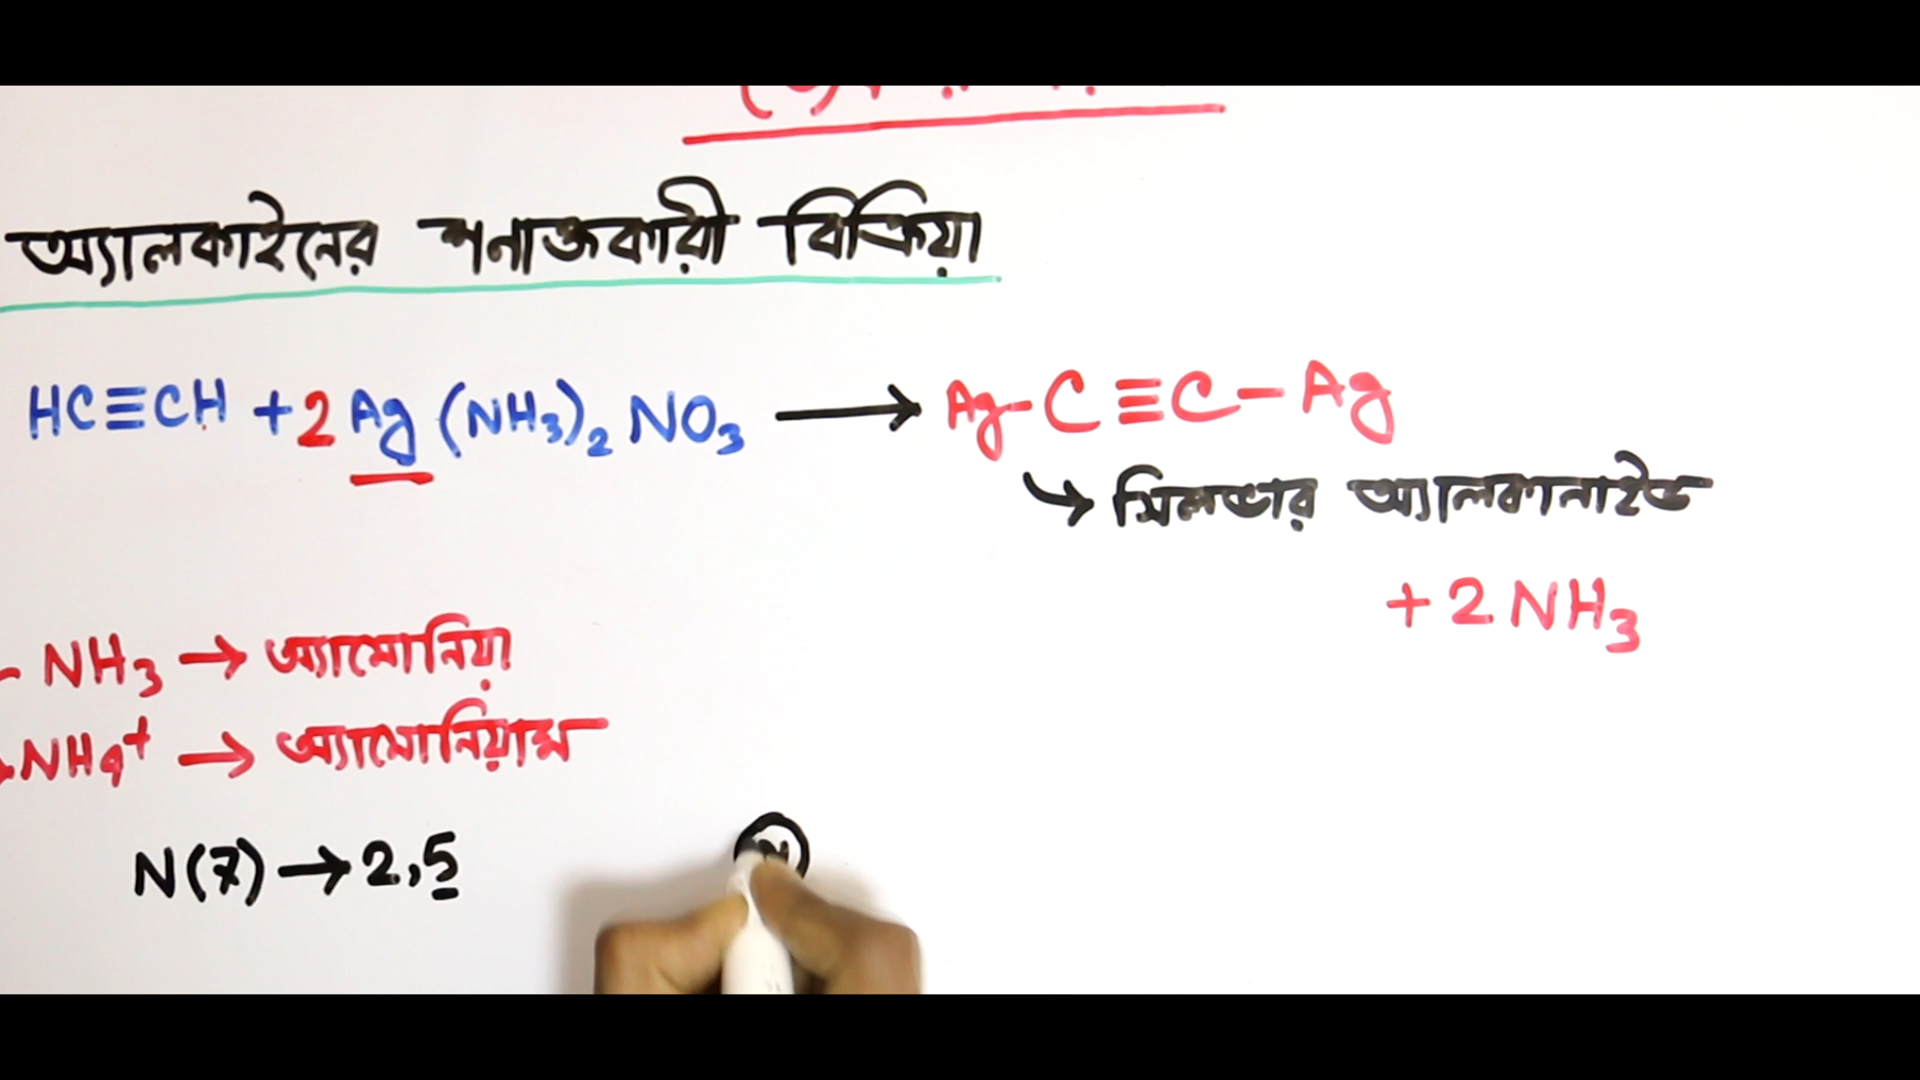 অ্যালকাইনের শনাক্তকারী বিক্রিয়া
HC≡CH + 2 Ag (NH₃)₂ NO₃ ⟶ Ag-C≡C-Ag
↳ সিলভার অ্যালকানাইড
+ 2 NH₃
NH₃ → অ্যামোনিয়া
NH₄⁺ → অ্যামোনিয়াম
N(7) → 2,5
N